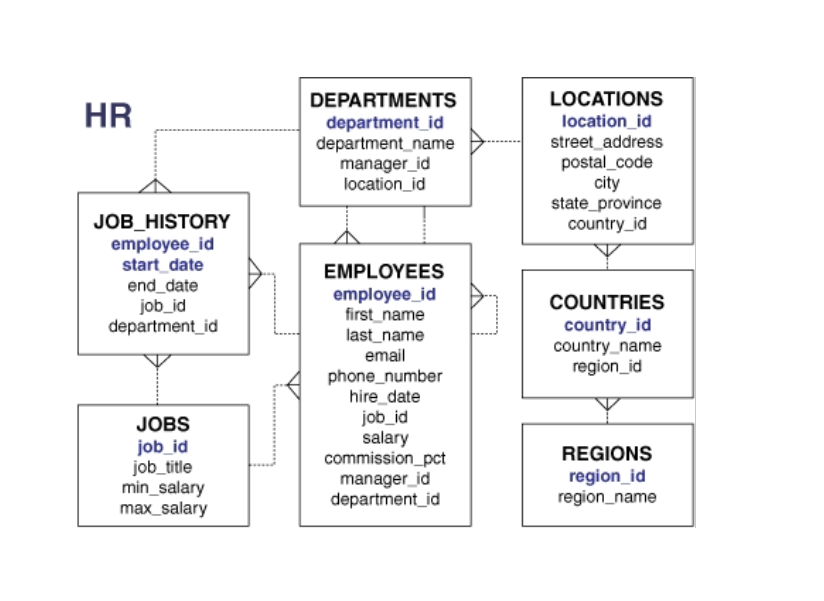 HR
DEPARTMENTS
department_id
department_name
manager_id
location_id
LOCATIONS
location_id
street_address
postal_code
city
state_province
country_id
JOB_HISTORY
employee_id
start_date
end_date
job_id
department_id
EMPLOYEES
employee_id
first_name
last_name
email
phone_number
hire_date
job_id
salary
commission_pct
manager_id
department_id
COUNTRIES
country_id
country_name
region_id
JOBS
job_id
job_title
min_salary
max_salary
REGIONS
region_id
region_name